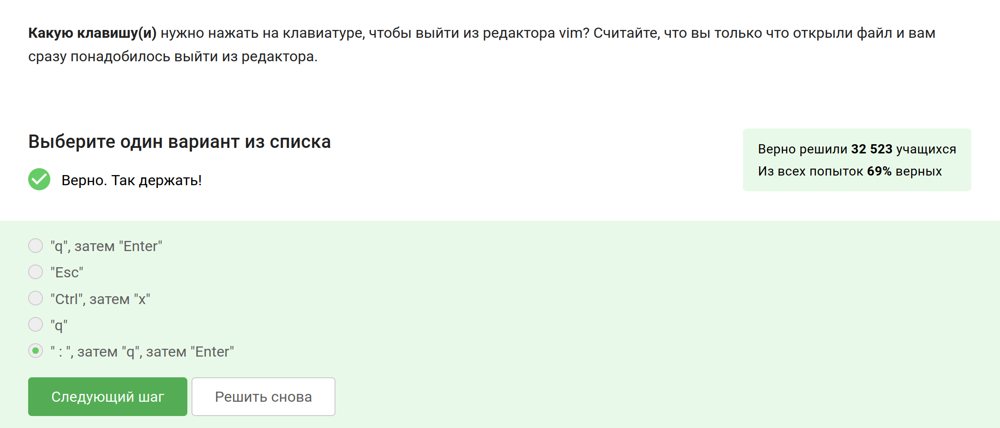 Какую клавишу(и) нужно нажать на клавиатуре, чтобы выйти из редактора vim? Считайте, что вы только что открыли файл и вам
сразу понадобилось выйти из редактора.
Выберите один вариант из списка
Верно. Так держать!
Верно решили 32 523 учащихся
Из всех попыток 69% верных
"q", затем "Enter"
"Esc"
"Ctrl", затем "x"
"q"
" : ", затем "q", затем "Enter"
Следующий шаг
Решить снова